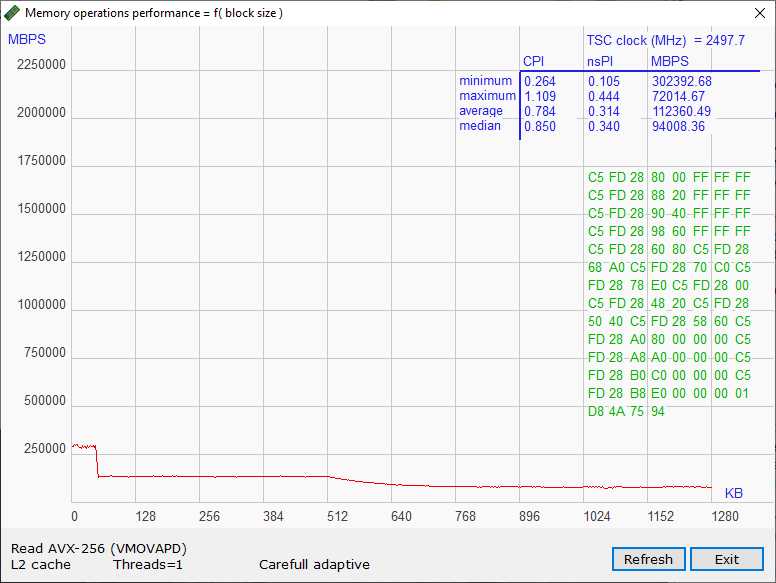 Memory operations performance = f( block size )
MBPS
TSC clock (MHz) = 2497.7
CPI nsPI MBPS
minimum 0.264 0.105 302392.68
maximum 1.109 0.444 72014.67
average 0.784 0.314 112360.49
median 0.850 0.340 94008.36
2250000
2000000
1750000
1500000
1250000
1000000
750000
500000
250000
C5 FD 28 80 00 FF FF FF
C5 FD 28 88 20 FF FF FF
C5 FD 28 90 40 FF FF FF
C5 FD 28 98 60 FF FF FF
C5 FD 28 60 80 C5 FD 28
68 A0 C5 FD 28 70 C0 C5
FD 28 78 E0 C5 FD 28 00
C5 FD 28 48 20 C5 FD 28
50 40 C5 FD 28 58 60 C5
FD 28 A0 80 00 00 00 C5
FD 28 A8 A0 00 00 00 C5
FD 28 B0 C0 00 00 00 C5
FD 28 B8 E0 00 00 00 01
D8 4A 75 94
KB
0 128 256 384 512 640 768 896 1024 1152 1280
Read AVX-256 (VMOVAPD)
L2 cache Threads=1 Carefull adaptive
Refresh Exit